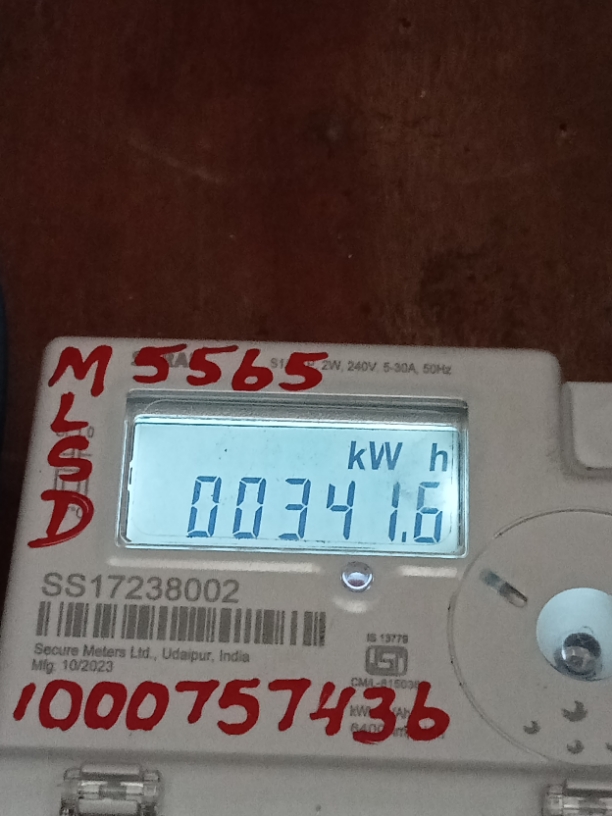 M 5565
2W, 240V, 5-30A, 50Hz
L
S
D
kW h
00341.6
SS17238002
IS 13779
Secure Meters Ltd., Udaipur, India
Mfg. 10/2023
1000757436